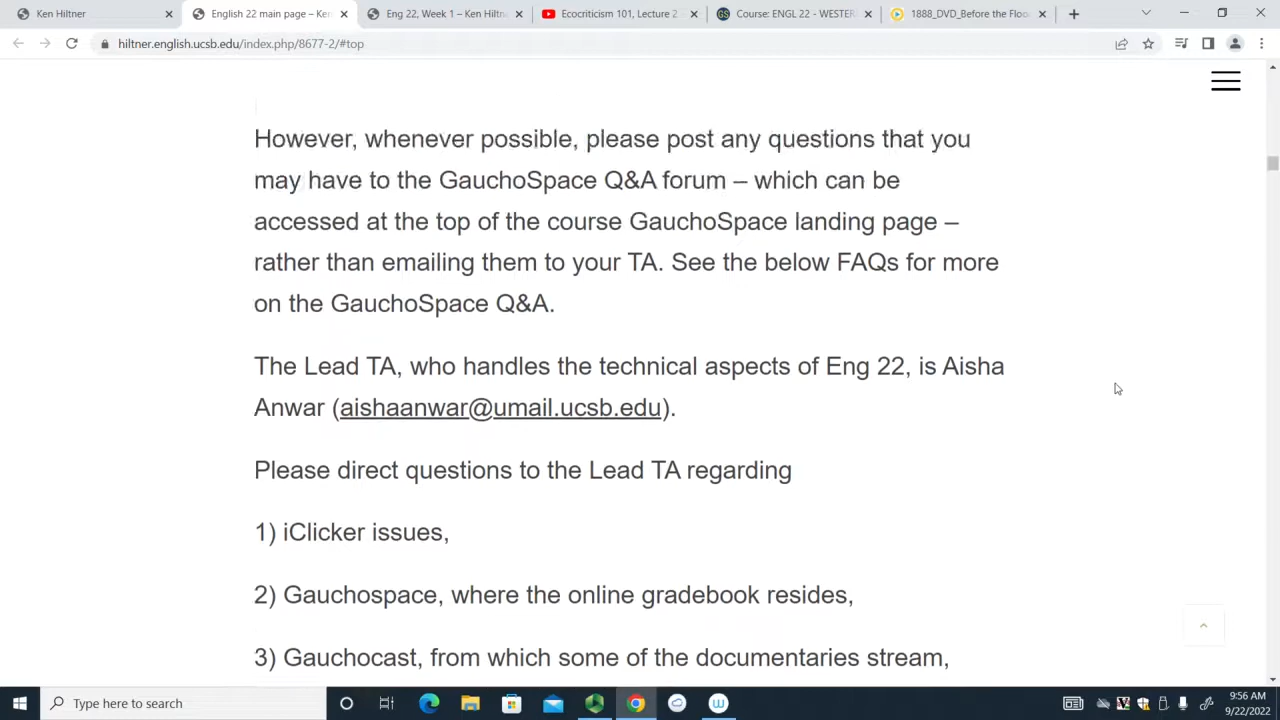 Ken Hiltner
English 22 main page – Ken
Eng 22, Week 1 – Ken Hiltner
Ecocriticism 101, Lecture 2
Course: ENGL 22 - WESTER
1888_DVD_Before the Floo
hiltner.english.ucsb.edu/index.php/8677-2/#top
However, whenever possible, please post any questions that you
may have to the GauchoSpace Q&A forum – which can be
accessed at the top of the course GauchoSpace landing page –
rather than emailing them to your TA. See the below FAQs for more
on the GauchoSpace Q&A.
The Lead TA, who handles the technical aspects of Eng 22, is Aisha
Anwar (aishaanwar@umail.ucsb.edu).
Please direct questions to the Lead TA regarding
1) iClicker issues,
2) Gauchospace, where the online gradebook resides,
3) Gauchocast, from which some of the documentaries stream,
Type here to search
9:56 AM
9/22/2022